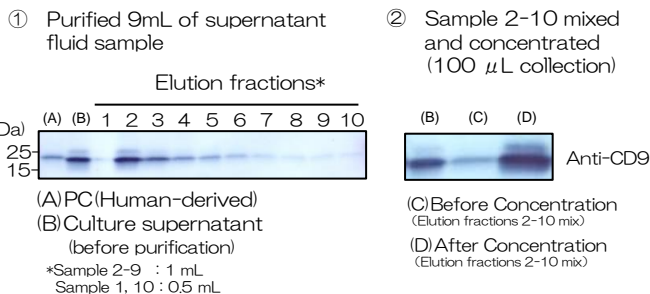 ① Purified 9mL of supernatant
fluid sample
Elution fractions*
(A) (B) 1 2 3 4 5 6 7 8 9 10
Da)
25-
15-
(A)PC(Human-derived)
(B)Culture supernatant
(before purification)
*Sample 2-9 : 1 mL
Sample 1, 10 : 0.5 mL
② Sample 2-10 mixed
and concentrated
(100 μL collection)
(B) (C) (D)
Anti-CD9
(C)Before Concentration
(Elution fractions 2-10 mix)
(D)After Concentration
(Elution fractions 2-10 mix)